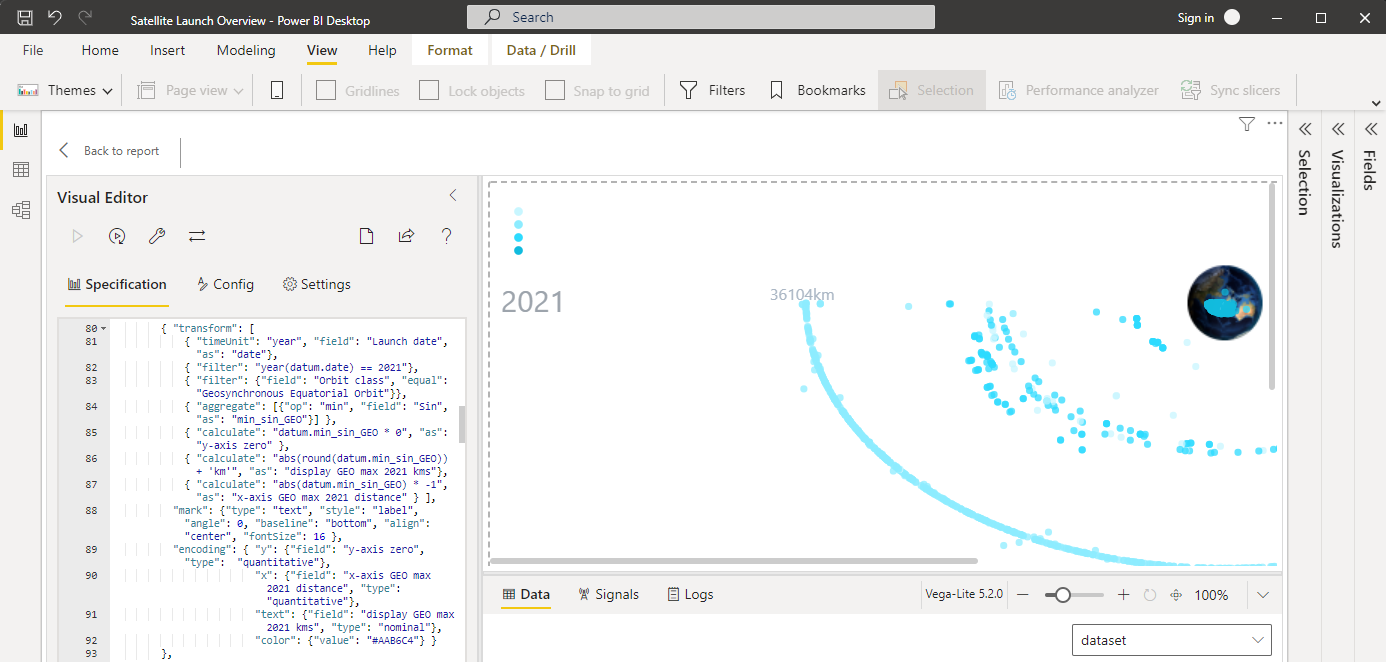 Satellite Launch Overview - Power BI Desktop
Search
Sign in
File Home Insert Modeling View Help Format Data / Drill
Themes Page view Gridlines Lock objects Snap to grid Filters Bookmarks Selection Performance analyzer Sync slicers
Back to report
Visual Editor
Specification Config Settings
80 { "transform": [
81 { "timeUnit": "year", "field": "Launch date",
"as": "date"},
82 { "filter": "year(datum.date) == 2021"},
83 { "filter": {"field": "Orbit class", "equal":
"Geosynchronous Equatorial Orbit"}},
84 { "aggregate": [{"op": "min", "field": "Sin",
"as": "min_sin_GEO"}] },
85 { "calculate": "datum.min_sin_GEO * 0", "as":
"y-axis zero" },
86 { "calculate": "abs(round(datum.min_sin_GEO))
+ 'km'", "as": "display GEO max 2021 kms"},
87 { "calculate": "abs(datum.min_sin_GEO) * -1",
"as": "x-axis GEO max 2021 distance" } ],
88 "mark": {"type": "text", "style": "label",
"angle": 0, "baseline": "bottom", "align":
"center", "fontSize": 16 },
89 "encoding": { "y": {"field": "y-axis zero",
"type": "quantitative"},
90 "x": {"field": "x-axis GEO max
2021 distance", "type":
"quantitative"},
91 "text": {"field": "display GEO max
2021 kms", "type": "nominal"},
92 "color": {"value": "#AAB6C4"} }
93 },
2021
36104km
Data Signals Logs
Vega-Lite 5.2.0
100%
dataset
Selection
Visualizations
Fields